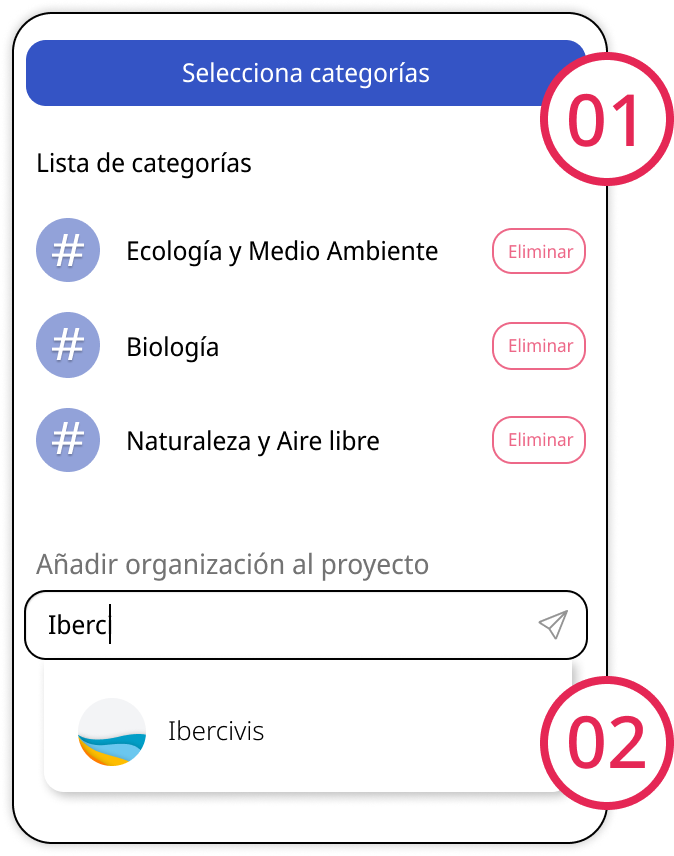 Selecciona categorías
01
Lista de categorías
# Ecología y Medio Ambiente Eliminar
# Biología Eliminar
# Naturaleza y Aire libre Eliminar
Añadir organización al proyecto
Iberc
Ibercivis
02